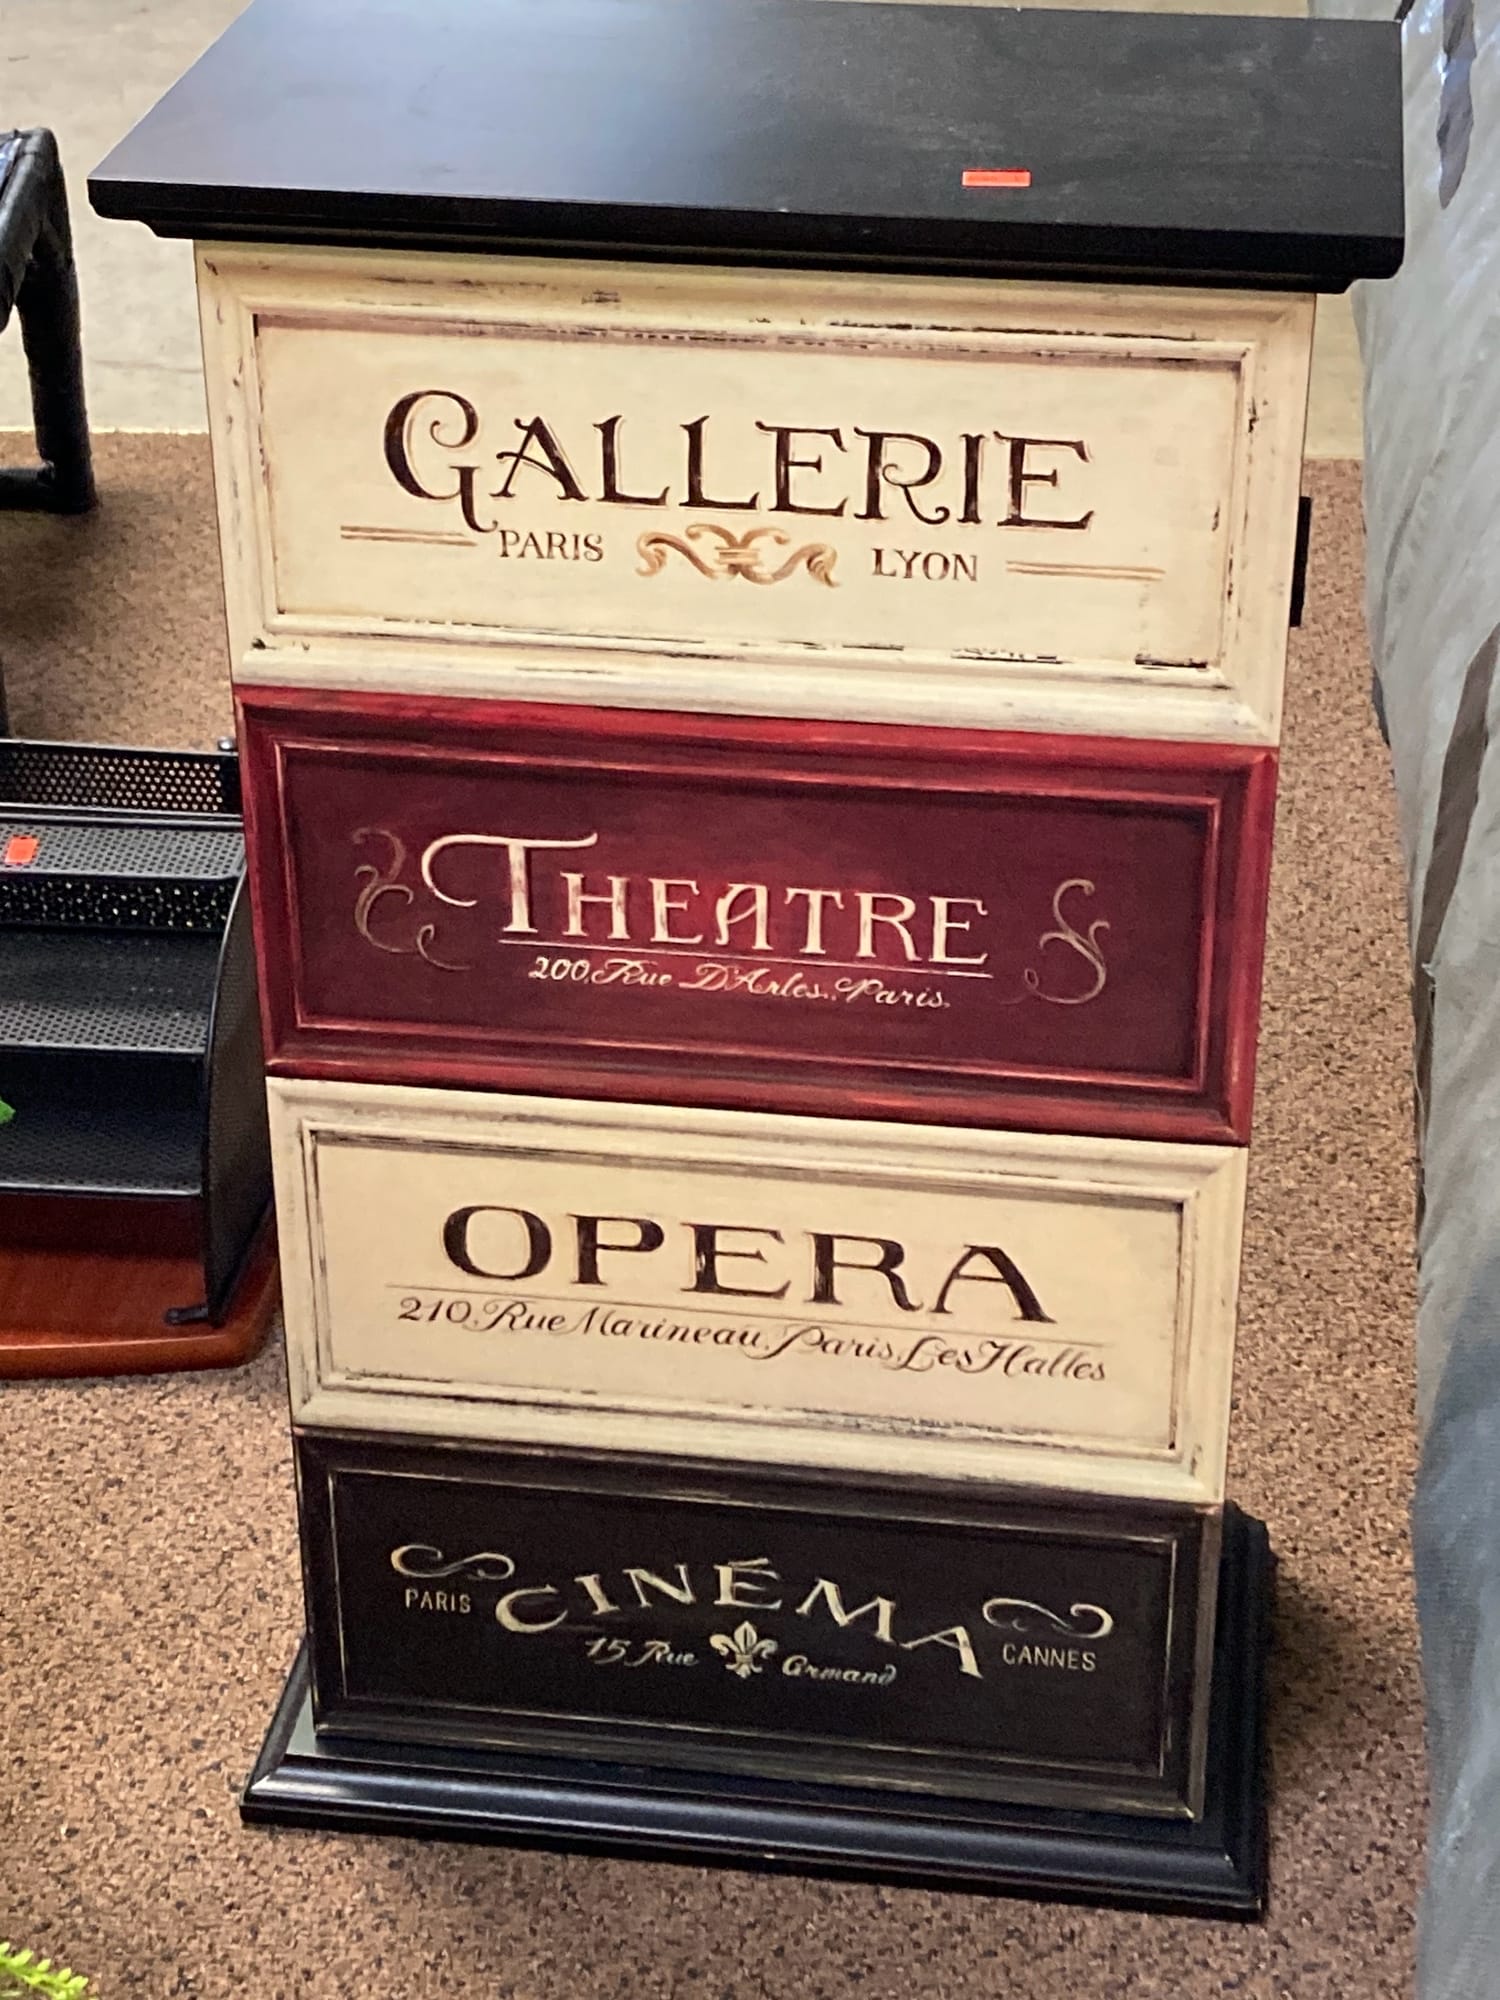 GALLERIE
PARIS LYON
THEATRE
200, Rue D'Arles, Paris.
OPERA
210, Rue Marineau, Paris, Les Halles
CINÉMA
PARIS CANNES
15 Rue Armand